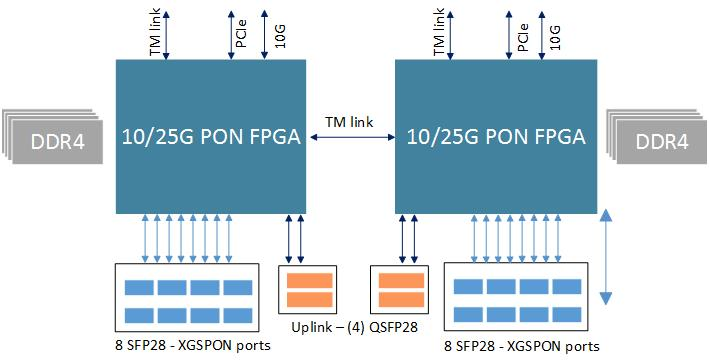 TM link
PCIe
10G
TM link
PCIe
10G
DDR4
10/25G PON FPGA
TM link
10/25G PON FPGA
DDR4
Uplink – (4) QSFP28
8 SFP28 - XGSPON ports
8 SFP28 - XGSPON ports